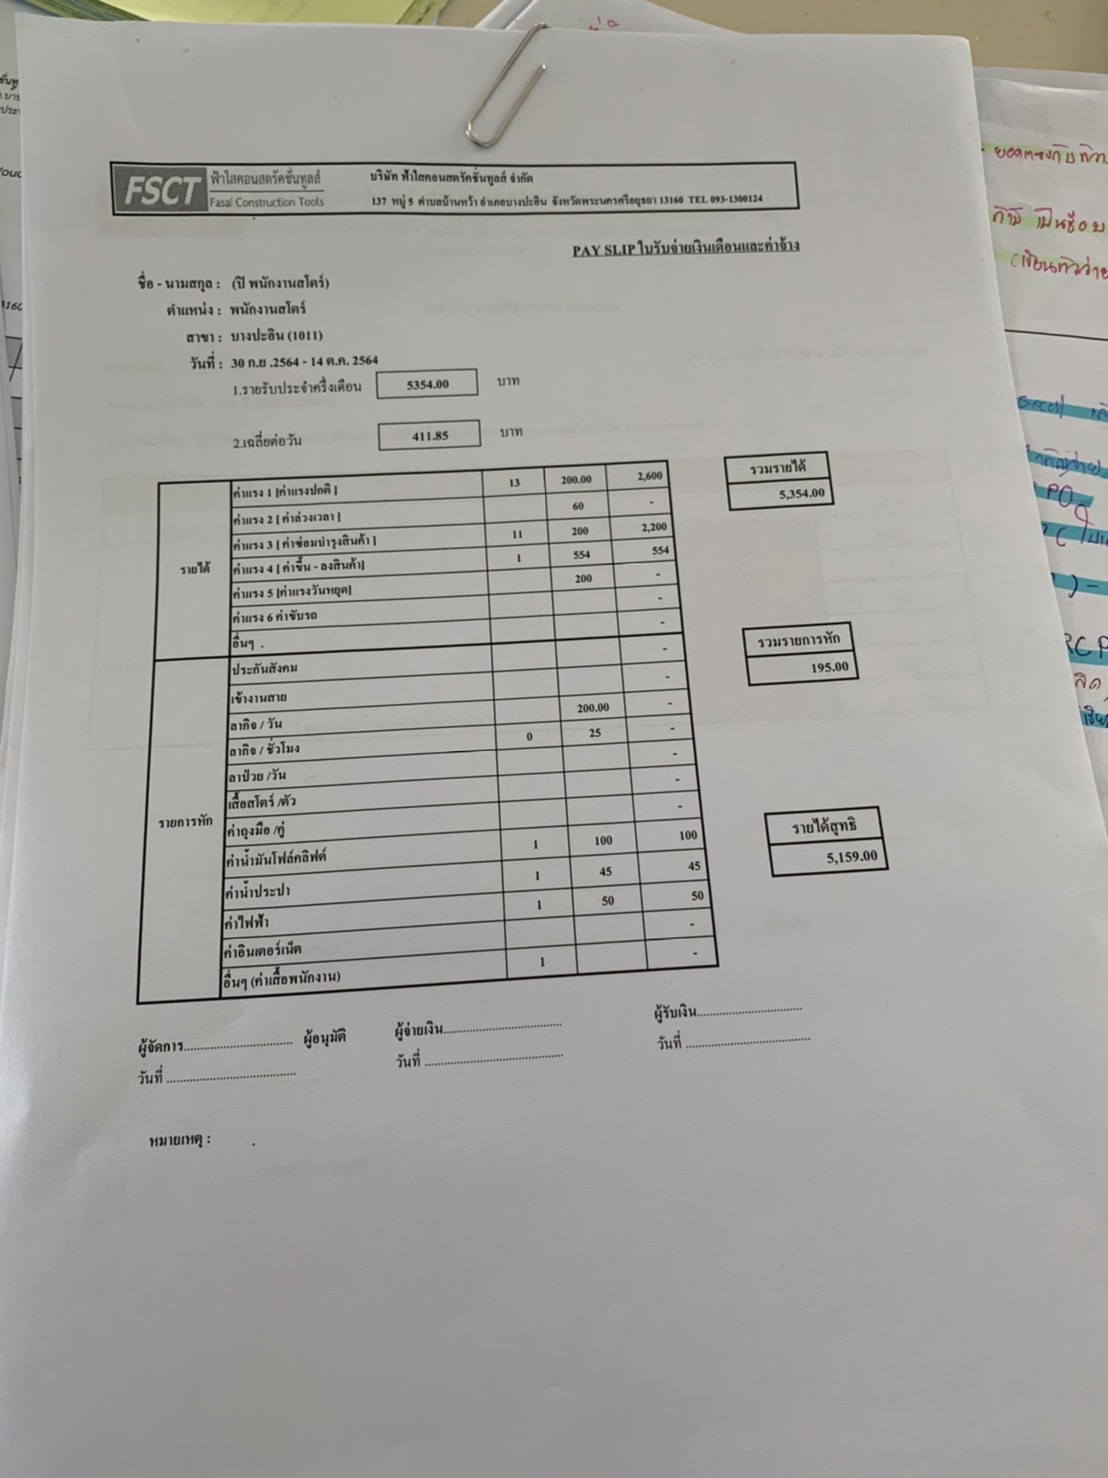 FSCT ฟ้าใสคอนสตรัคชั่นทูลส์
Fasai Construction Tools
บริษัท ฟ้าใสคอนสตรัคชั่นทูลส์ จำกัด
137 หมู่ 5 ตำบลบ้านหว้า อำเภอบางปะอิน จังหวัดพระนครศรีอยุธยา 13160 TEL 093-1300124
PAY SLIP ใบรับจ่ายเงินเดือนและค่าจ้าง
ชื่อ - นามสกุล : (ปี พนักงานสโตร์)
ตำแหน่ง : พนักงานสโตร์
สาขา : บางปะอิน (1011)
วันที่ : 30 ก.ย .2564 - 14 ต.ค. 2564
1.รายรับประจำครึ่งเดือน 5354.00 บาท
2.เฉลี่ยต่อวัน 411.85 บาท
รายได้
ค่าแรง 1 [ค่าแรงปกติ ] 13 200.00 2,600
ค่าแรง 2 [ ค่าล่วงเวลา ] 60 -
ค่าแรง 3 [ ค่าซ่อมบำรุงสินค้า ] 11 200 2,200
ค่าแรง 4 [ ค่าขึ้น - ลงสินค้า] 1 554 554
ค่าแรง 5 [ค่าแรงวันหยุด] 200 -
ค่าแรง 6 ค่าขับรถ -
อื่นๆ . -
รวมรายได้
5,354.00
รายการหัก
ประกันสังคม -
เข้างานสาย -
ลากิจ / วัน 200.00 -
ลากิจ / ชั่วโมง 0 25 -
ลาป่วย /วัน -
เสื้อสโตร์ /ตัว -
ค่าถุงมือ /คู่ -
ค่าน้ำมันโฟล์คลิฟต์ 1 100 100
ค่าน้ำประปา 1 45 45
ค่าไฟฟ้า 1 50 50
ค่าอินเตอร์เน็ต -
อื่นๆ (ค่าเสื้อพนักงาน) 1 -
รวมรายการหัก
195.00
รายได้สุทธิ
5,159.00
ผู้จัดการ.................................. ผู้อนุมัติ ผู้จ่ายเงิน.................................. ผู้รับเงิน..................................
วันที่ .................................. วันที่ .................................. วันที่ ..................................
หมายเหตุ : .